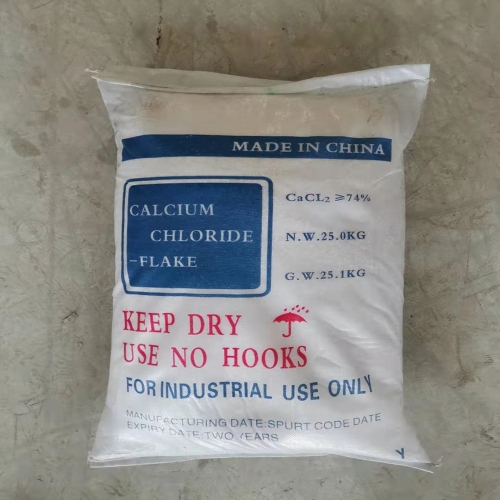 MADE IN CHINA
CALCIUM
CHLORIDE
-FLAKE
CaCL₂ ≥74%
N.W.25.0KG
G.W.25.1KG
KEEP DRY
USE NO HOOKS
FOR INDUSTRIAL USE ONLY
MANUFACTURING DATE:SPURT CODE DATE
EXPIRY DATE:TWO YEARS
Y